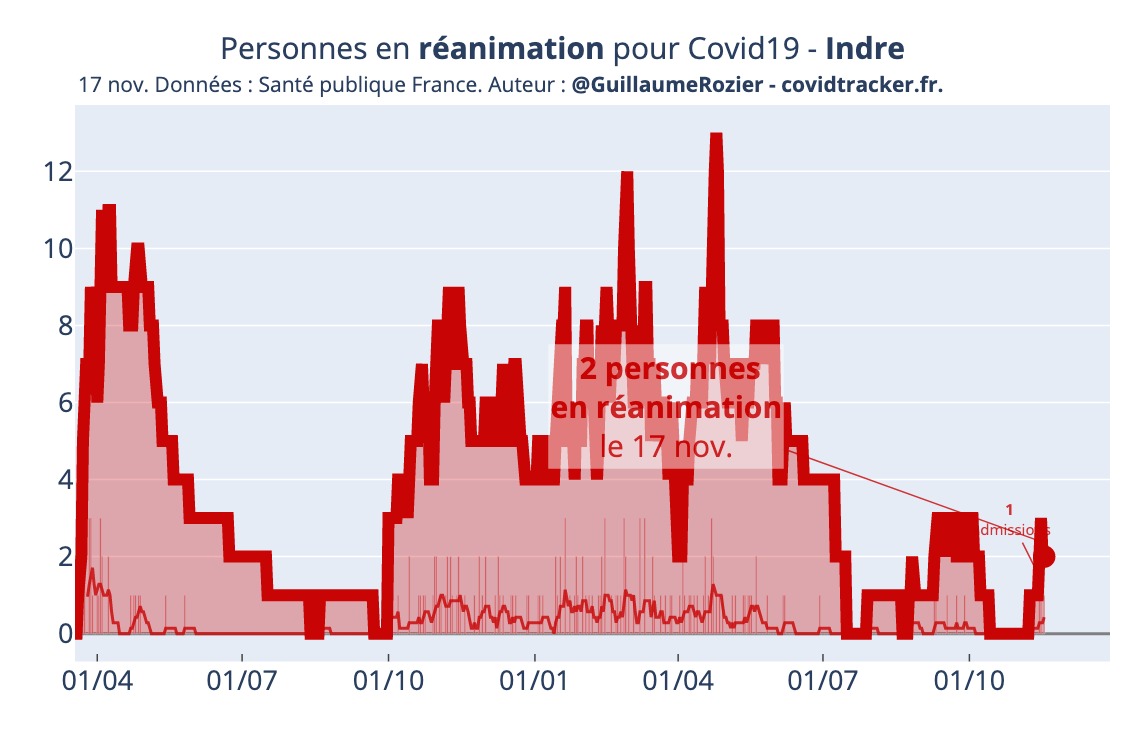 Personnes en réanimation pour Covid19 - Indre
17 nov. Données : Santé publique France. Auteur : @GuillaumeRozier - covidtracker.fr.
12
10
8
6
4
2
0
2 personnes
en réanimation
le 17 nov.
1
dmissions
01/04
01/07
01/10
01/01
01/04
01/07
01/10